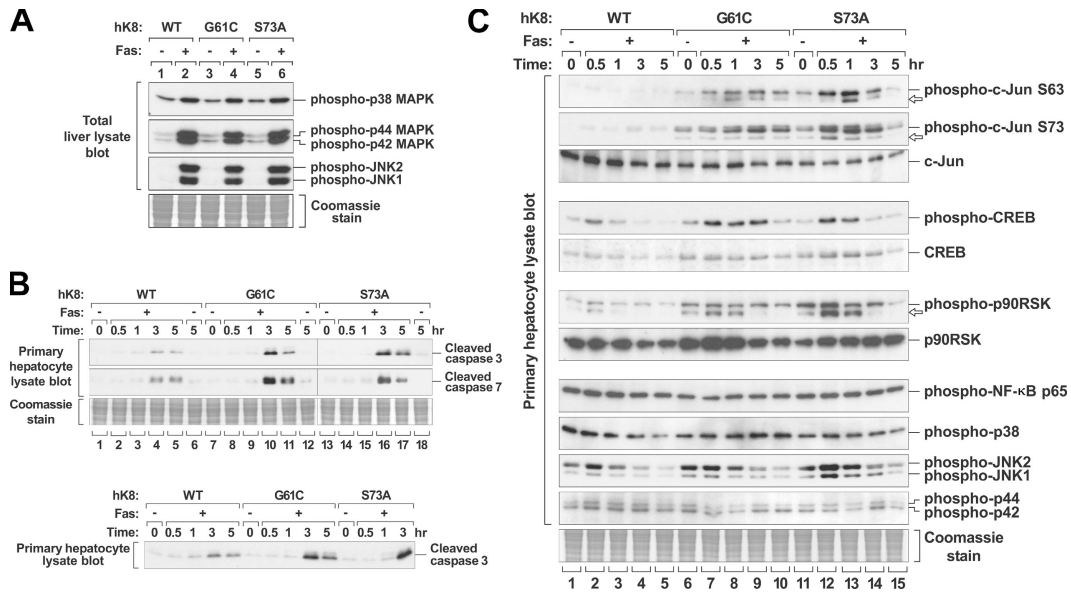 A
hK8: WT G61C S73A
Fas: - + - + - +
1 2 3 4 5 6
Total
liver lysate
blot
phospho-p38 MAPK
phospho-p44 MAPK
phospho-p42 MAPK
phospho-JNK2
phospho-JNK1
Coomassie
stain
B
hK8: WT G61C S73A
Fas: - + - - + - - + -
Time: 0 0.5 1 3 5 5 0 0.5 1 3 5 5 0 0.5 1 3 5 5 hr
Primary
hepatocyte
lysate blot
Cleaved
caspase 3
Cleaved
caspase 7
Coomassie
stain
1 2 3 4 5 6 7 8 9 10 11 12 13 14 15 16 17 18
hK8: WT G61C S73A
Fas: - + - + - +
Time: 0 0.5 1 3 5 0 0.5 1 3 5 0 0.5 1 3 hr
Primary hepatocyte
lysate blot
Cleaved
caspase 3
C
hK8: WT G61C S73A
Fas: - + - + - +
Time: 0 0.5 1 3 5 0 0.5 1 3 5 0 0.5 1 3 5 hr
Primary hepatocyte lysate blot
phospho-c-Jun S63
phospho-c-Jun S73
c-Jun
phospho-CREB
CREB
phospho-p90RSK
p90RSK
phospho-NF-κB p65
phospho-p38
phospho-JNK2
phospho-JNK1
phospho-p44
phospho-p42
Coomassie
stain
1 2 3 4 5 6 7 8 9 10 11 12 13 14 15